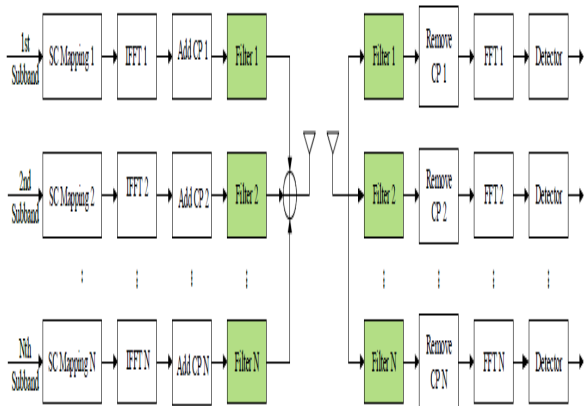 1st
Subband
SC Mapping 1
IFFT 1
Add CP 1
Filter 1
Filter 1
Remove
CP 1
FFT 1
Detector
2nd
Subband
SC Mapping 2
IFFT 2
Add CP 2
Filter 2
Filter 2
Remove
CP 2
FFT 2
Detector
Nth
Subband
SC Mapping N
IFFT N
Add CP N
Filter N
Filter N
Remove
CP N
FFT N
Detector